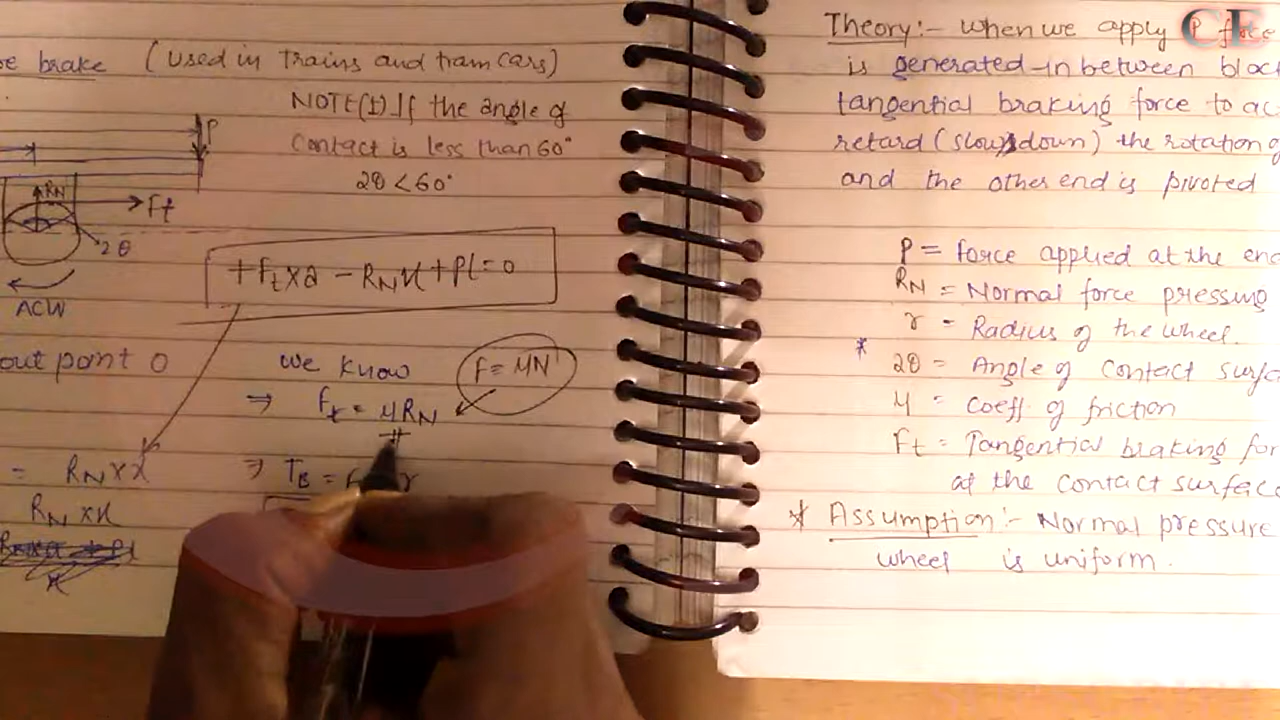 e brake (used in Trains and tram cars)
NOTE(1) If the angle of
Contact is less than 60°
2θ < 60°
P
RN
Ft
2θ
ACW
+Ft×a − RN x + Pl = 0
out point O
we know
F = μN
⇒ Ft = μRN
= RN × x
⇒ TB =
RN × x
Theory:- when we apply P force
is generated in between bloc
tangential braking force to ac
retard (slow down) the rotation of
and the other end is pivoted
P = force applied at the end
RN = Normal force pressing
r = Radius of the wheel.
* 2θ = Angle of Contact surfa
μ = Coeff. of friction
Ft = Tangential braking for
at the contact surface
* Assumption:- Normal pressure
wheel is uniform.
CE